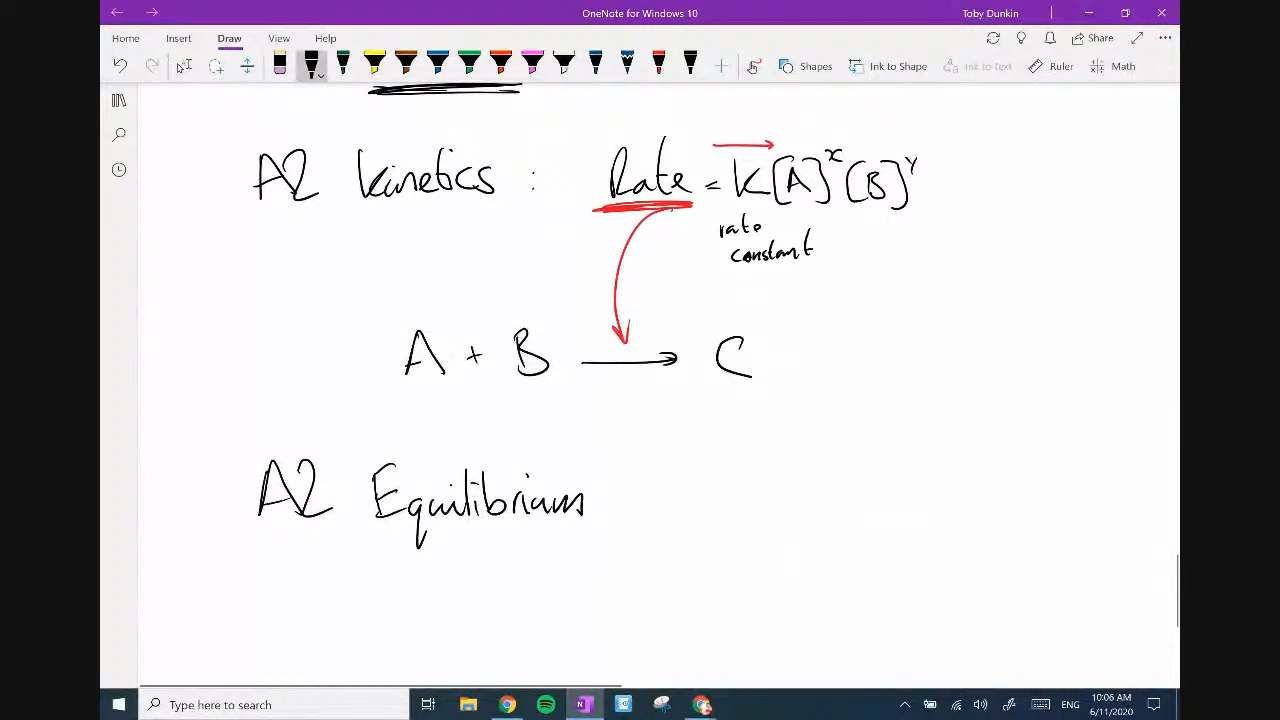 OneNote for Windows 10
Toby Dunkin
Home Insert Draw View Help
Share
Shapes Ink to Shape Ink to Text Ruler Math
A2 kinetics : Rate = K[A]ˣ[B]ʸ
rate
constant
A + B → C
A2 Equilibrium
Type here to search
ENG
10:06 AM
6/11/2020